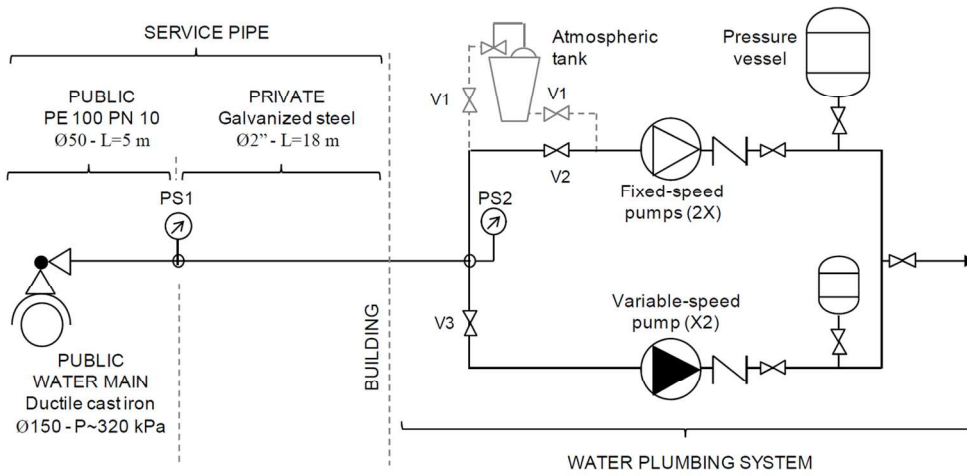 SERVICE PIPE
PUBLIC
PE 100 PN 10
Ø50 - L=5 m
PRIVATE
Galvanized steel
Ø2” - L=18 m
PS1
PUBLIC
WATER MAIN
Ductile cast iron
Ø150 - P~320 kPa
BUILDING
Atmospheric
tank
V1
V1
V2
PS2
V3
Fixed-speed
pumps (2X)
Pressure
vessel
Variable-speed
pump (X2)
WATER PLUMBING SYSTEM